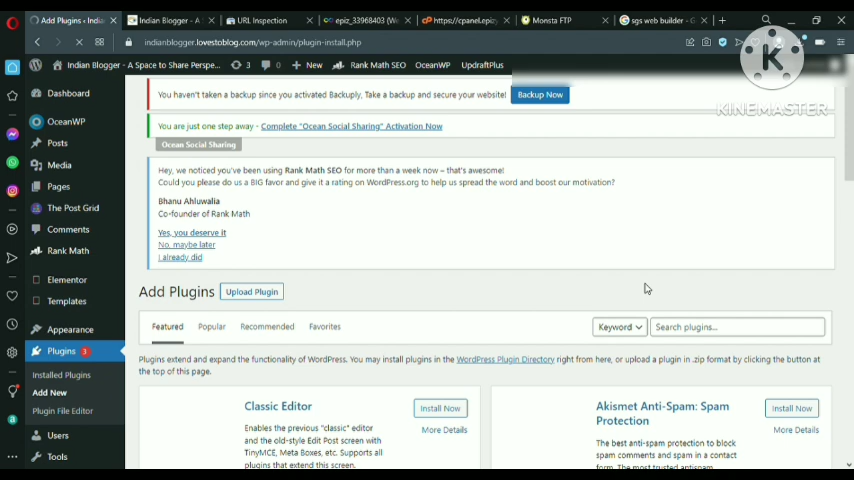 Add Plugins ‹ Indian
Indian Blogger - A S
URL Inspection
epiz_33968403 (We
https://cpanel.epizy
Monsta FTP
sgs web builder - G
indianblogger.lovestoblog.com/wp-admin/plugin-install.php
Indian Blogger - A Space to Share Perspe...
3
0
+ New
Rank Math SEO
OceanWP
UpdraftPlus
K
KINEMASTER
Dashboard
OceanWP
Posts
Media
Pages
The Post Grid
Comments
Rank Math
Elementor
Templates
Appearance
Plugins 3
Installed Plugins
Add New
Plugin File Editor
Users
Tools
You haven't taken a backup since you activated Backuply, Take a backup and secure your website!
Backup Now
You are just one step away - Complete "Ocean Social Sharing" Activation Now
Ocean Social Sharing
Hey, we noticed you've been using Rank Math SEO for more than a week now – that's awesome!
Could you please do us a BIG favor and give it a rating on WordPress.org to help us spread the word and boost our motivation?
Bhanu Ahluwalia
Co-founder of Rank Math
Yes, you deserve it
No, maybe later
I already did
Add Plugins
Upload Plugin
Featured
Popular
Recommended
Favorites
Keyword
Search plugins...
Plugins extend and expand the functionality of WordPress. You may install plugins in the WordPress Plugin Directory right from here, or upload a plugin in .zip format by clicking the button at
the top of this page.
Classic Editor
Install Now
More Details
Enables the previous "classic" editor
and the old-style Edit Post screen with
TinyMCE, Meta Boxes, etc. Supports all
plugins that extend this screen.
Akismet Anti-Spam: Spam
Protection
Install Now
More Details
The best anti-spam protection to block
spam comments and spam in a contact
form. The most trusted antispam